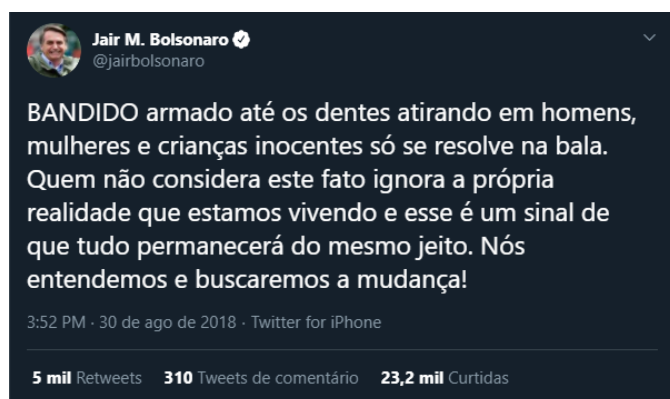 Jair M. Bolsonaro
@jairbolsonaro
BANDIDO armado até os dentes atirando em homens,
mulheres e crianças inocentes só se resolve na bala.
Quem não considera este fato ignora a própria
realidade que estamos vivendo e esse é um sinal de
que tudo permanecerá do mesmo jeito. Nós
entendemos e buscaremos a mudança!
3:52 PM · 30 de ago de 2018 · Twitter for iPhone
5 mil Retweets 310 Tweets de comentário 23,2 mil Curtidas